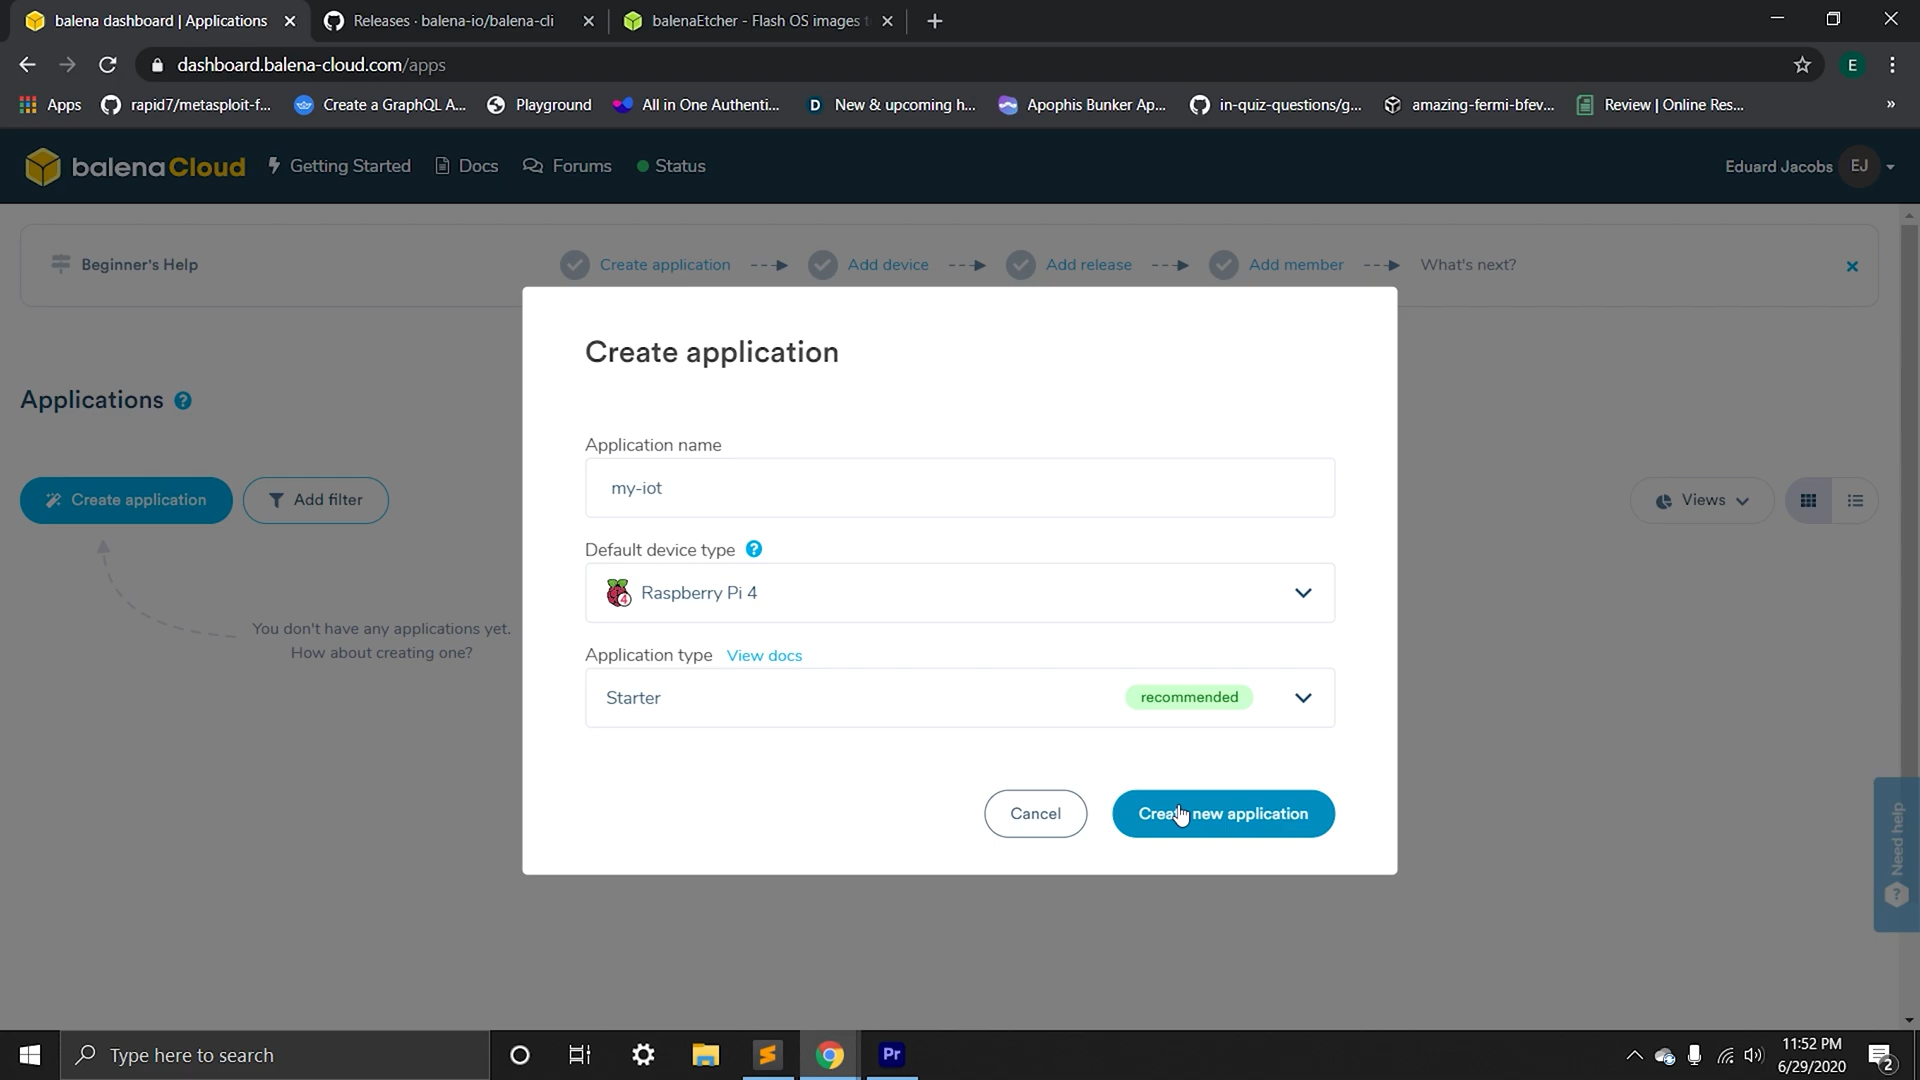 balena dashboard | Applications
Releases · balena-io/balena-cli
balenaEtcher - Flash OS images
dashboard.balena-cloud.com/apps
E
Apps
rapid7/metasploit-f...
Create a GraphQL A...
Playground
All in One Authenti...
D New & upcoming h...
Apophis Bunker Ap...
in-quiz-questions/g...
amazing-fermi-bfev...
Review | Online Res...
»
balenaCloud
Getting Started
Docs
Forums
Status
Eduard Jacobs
EJ
Beginner's Help
Create application
Add device
Add release
Add member
What's next?
Create application
Applications
?
Application name
my-iot
Create application
Add filter
Views
Default device type ?
Raspberry Pi 4
You don't have any applications yet.
How about creating one?
Application type View docs
Starter
recommended
Cancel
Create new application
Need help
?
Type here to search
Pr
11:52 PM
6/29/2020
2